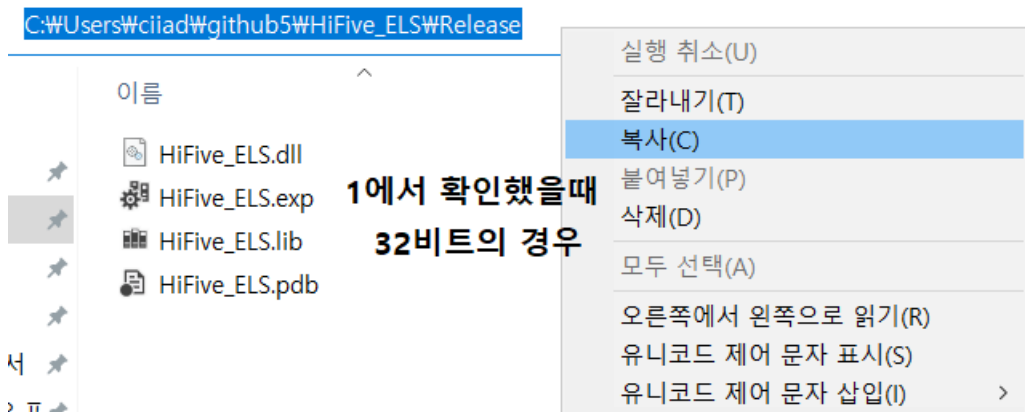 C:₩Users₩ciiad₩github5₩HiFive_ELS₩Release
이름
HiFive_ELS.dll
HiFive_ELS.exp
HiFive_ELS.lib
HiFive_ELS.pdb
1에서 확인했을때
32비트의 경우
실행 취소(U)
잘라내기(T)
복사(C)
붙여넣기(P)
삭제(D)
모두 선택(A)
오른쪽에서 왼쪽으로 읽기(R)
유니코드 제어 문자 표시(S)
유니코드 제어 문자 삽입(I)
서